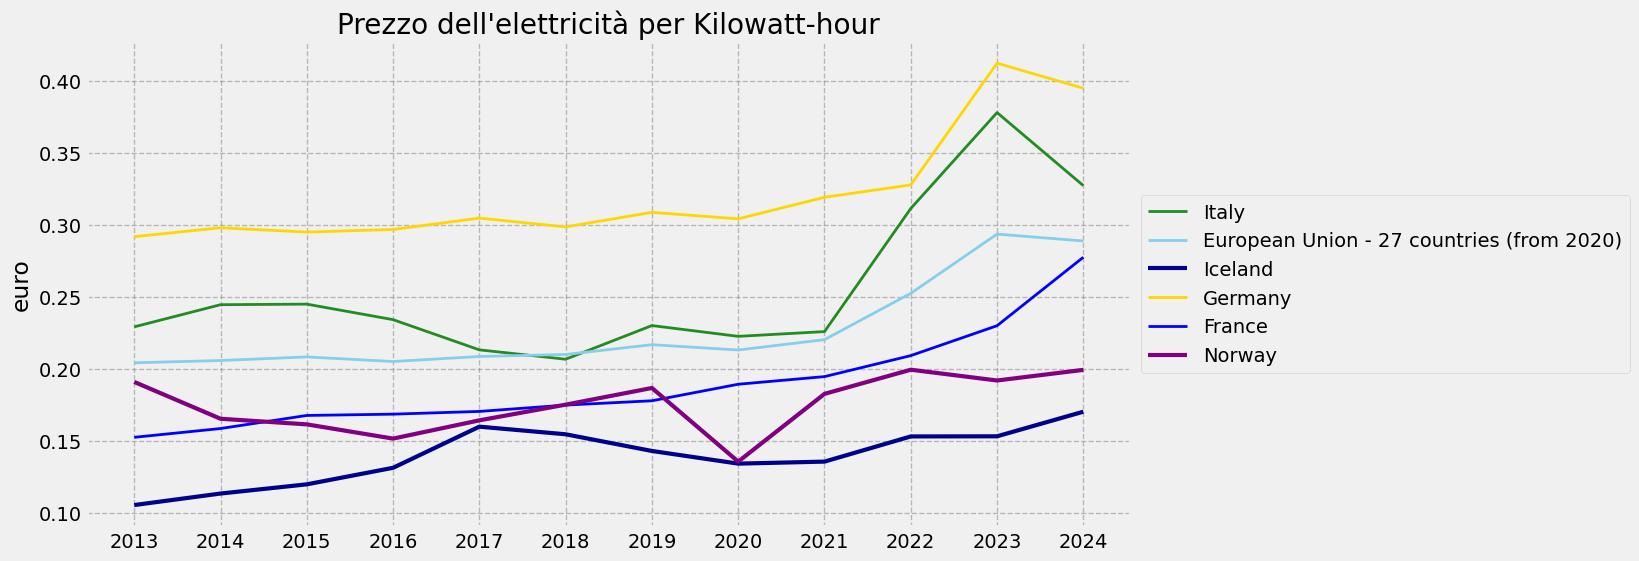 Prezzo dell'elettricità per Kilowatt-hour
0.40
0.35
0.30
0.25
0.20
0.15
0.10
euro
2013 2014 2015 2016 2017 2018 2019 2020 2021 2022 2023 2024
Italy
European Union - 27 countries (from 2020)
Iceland
Germany
France
Norway